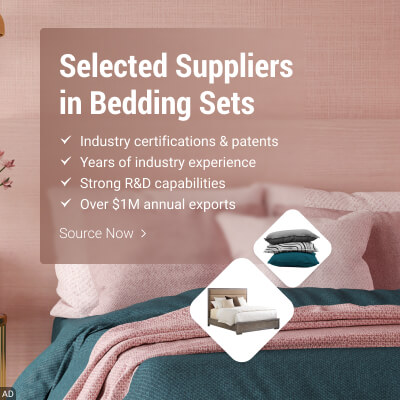 Selected Suppliers
in Bedding Sets
Industry certifications & patents
Years of industry experience
Strong R&D capabilities
Over $1M annual exports
Source Now >
AD